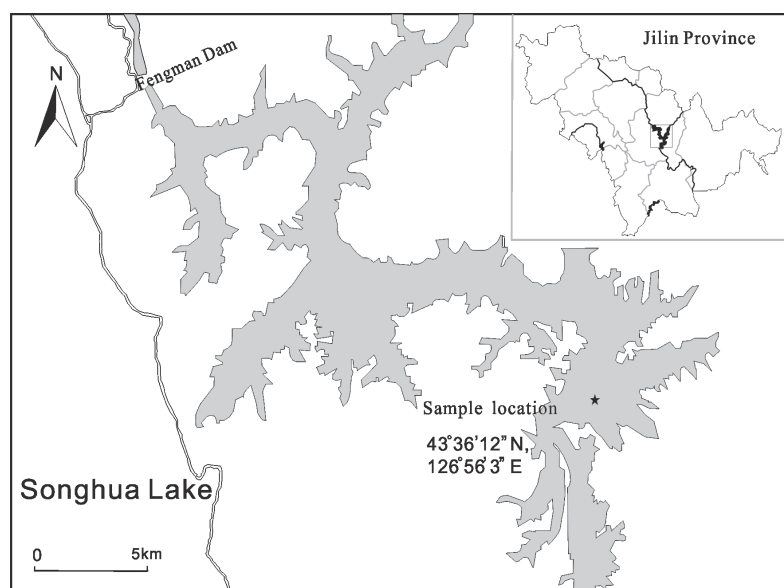 Jilin Province
Fengman Dam
N
Sample location
43°36'12" N,
126°56'3" E
Songhua Lake
0 5km